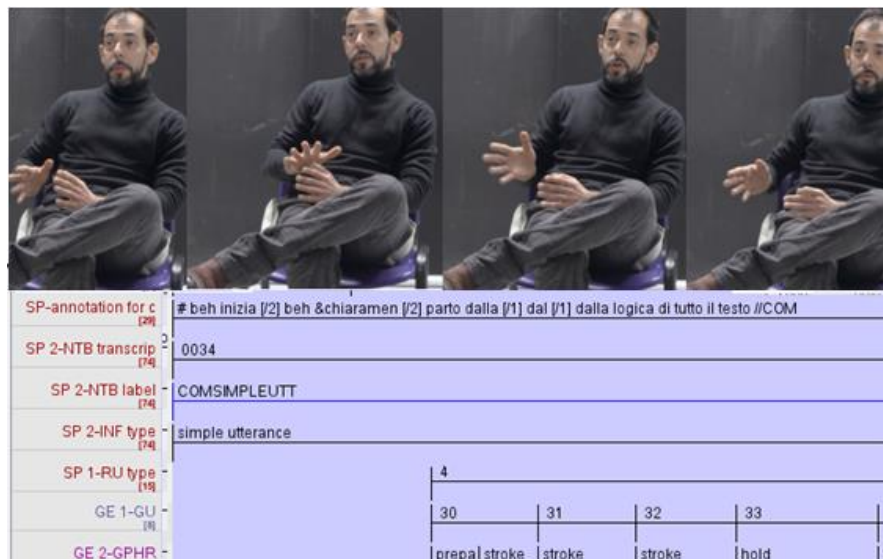 SP-annotation for c # beh inizia [/2] beh &chiaramen [/2] parto dalla [/1] dal [/1] dalla logica di tutto il testo //COM
[29]
SP 2-NTB transcrip 0034
[74]
SP 2-NTB label COMSIMPLEUTT
[74]
SP 2-INF type simple utterance
[74]
SP 1-RU type 4
[15]
GE 1-GU 30 31 32 33
[8]
GE 2-GPHR prepa stroke stroke stroke hold